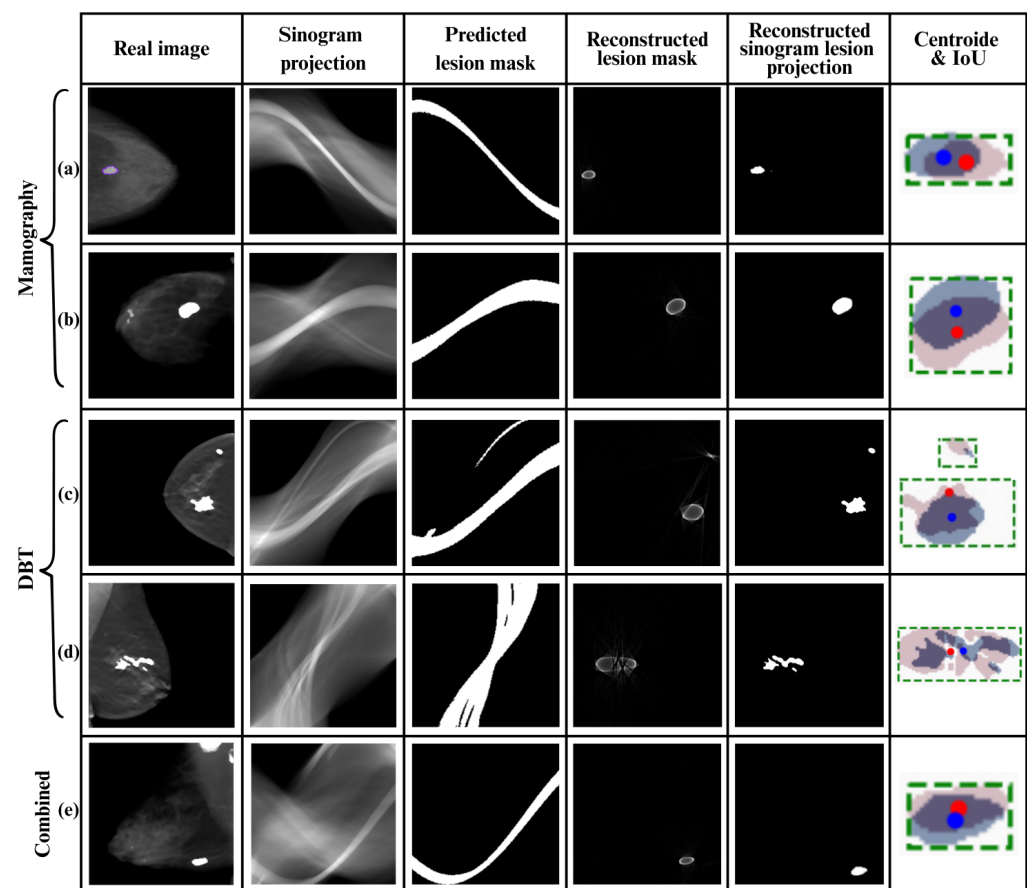 Real image
Sinogram
projection
Predicted
lesion mask
Reconstructed
lesion mask
Reconstructed
sinogram lesion
projection
Centroide
& IoU
Mamography
(a)
(b)
DBT
(c)
(d)
Combined
(e)